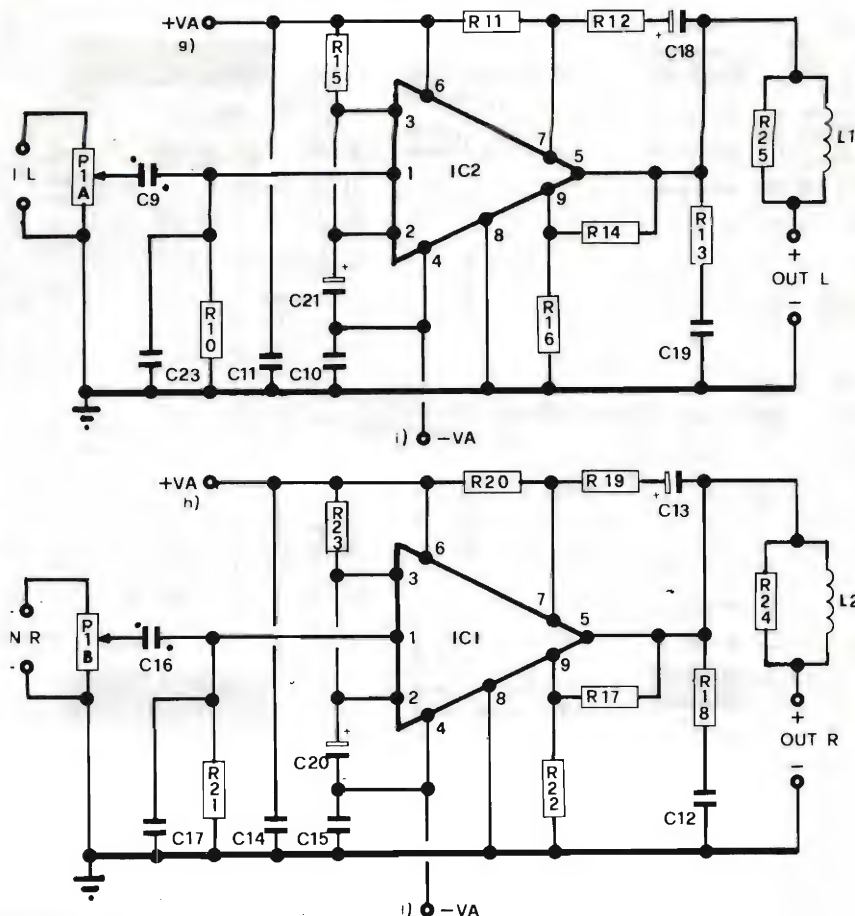 +VA
g)
R11
R12
+
C18
R15
6
3
7
5
I L
P1A
C9
1
IC2
9
R25
L1
2
4
8
R14
R13
+
OUT L
-
+
C21
R10
R16
C19
C23
C11
C10
i)
-VA
+VA
h)
R20
R19
+
C13
R23
6
3
7
5
N R
P1B
C16
1
IC1
9
R24
L2
2
4
8
R17
R18
+
OUT R
-
+
C20
R21
R22
C12
C17
C14
C15
-VA